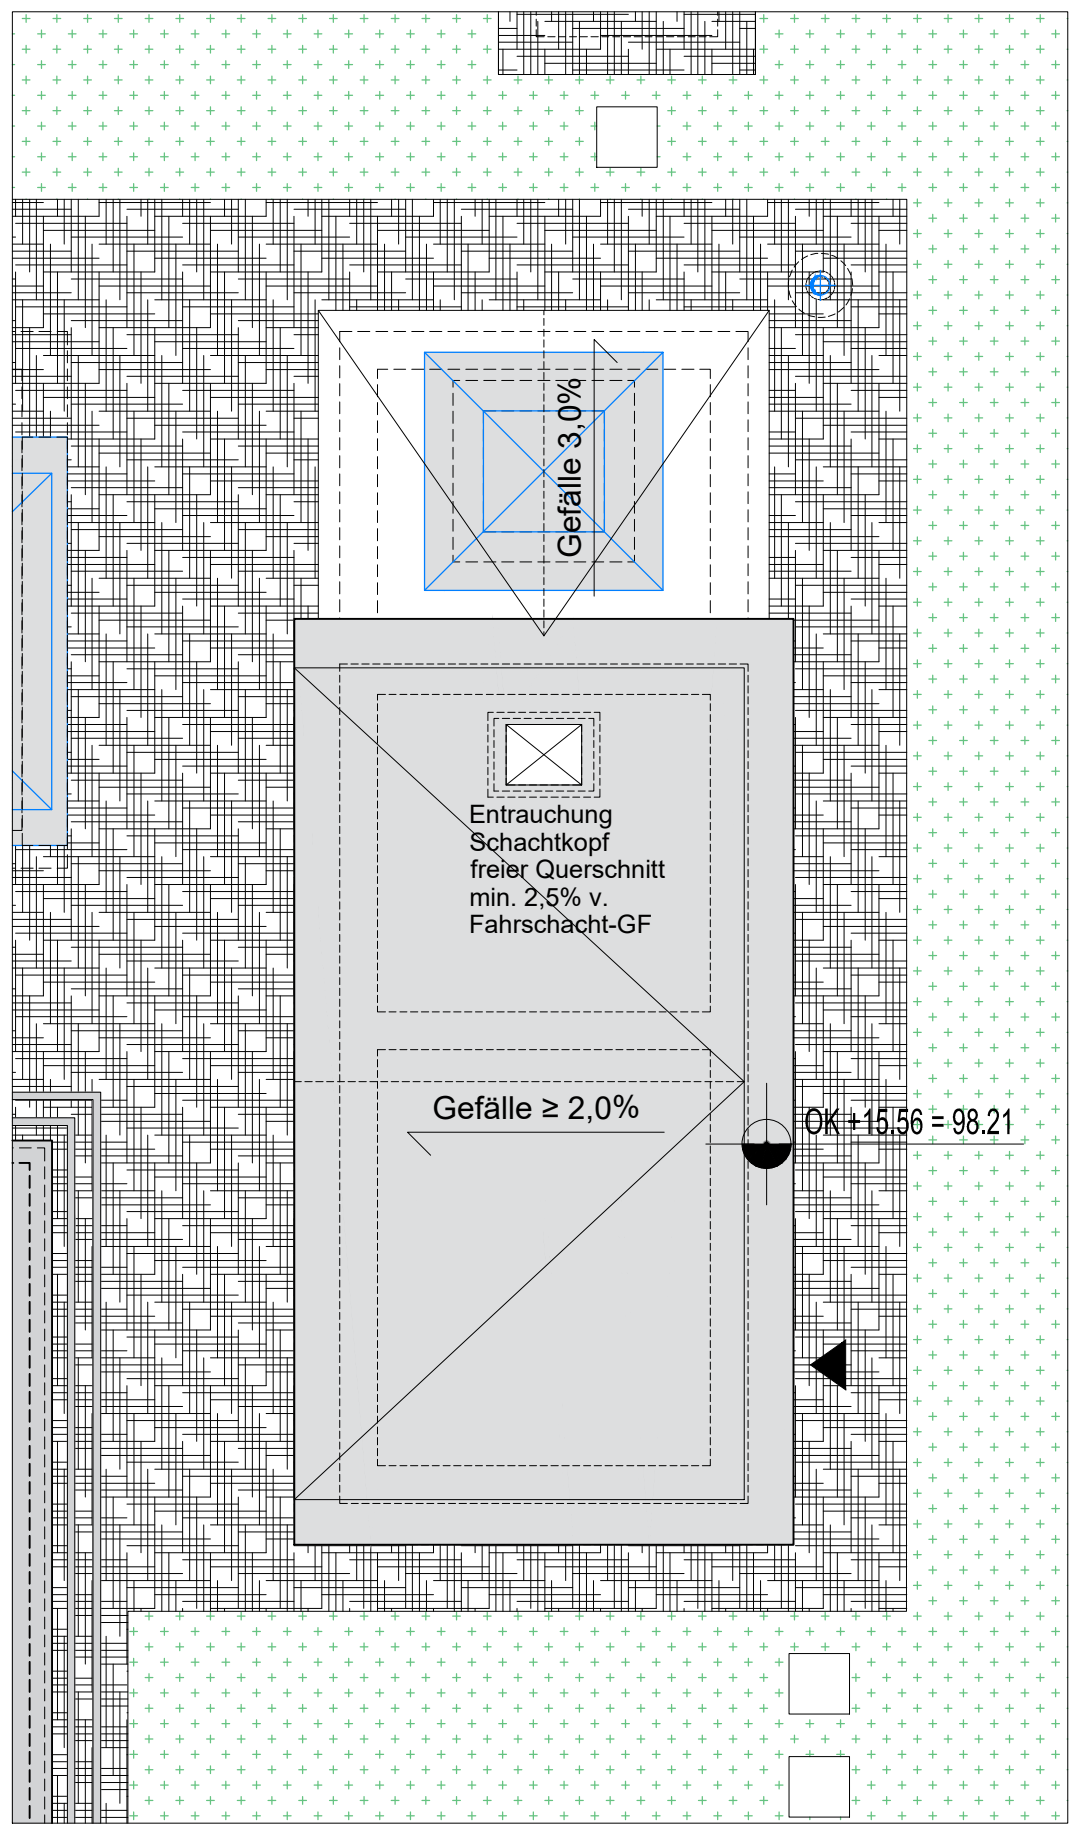 Gefälle 3,0%
Entrauchung
Schachtkopf
freier Querschnitt
min. 2,5% v.
Fahrschacht-GF
Gefälle ≥ 2,0%
OK +15.56 = 98.21